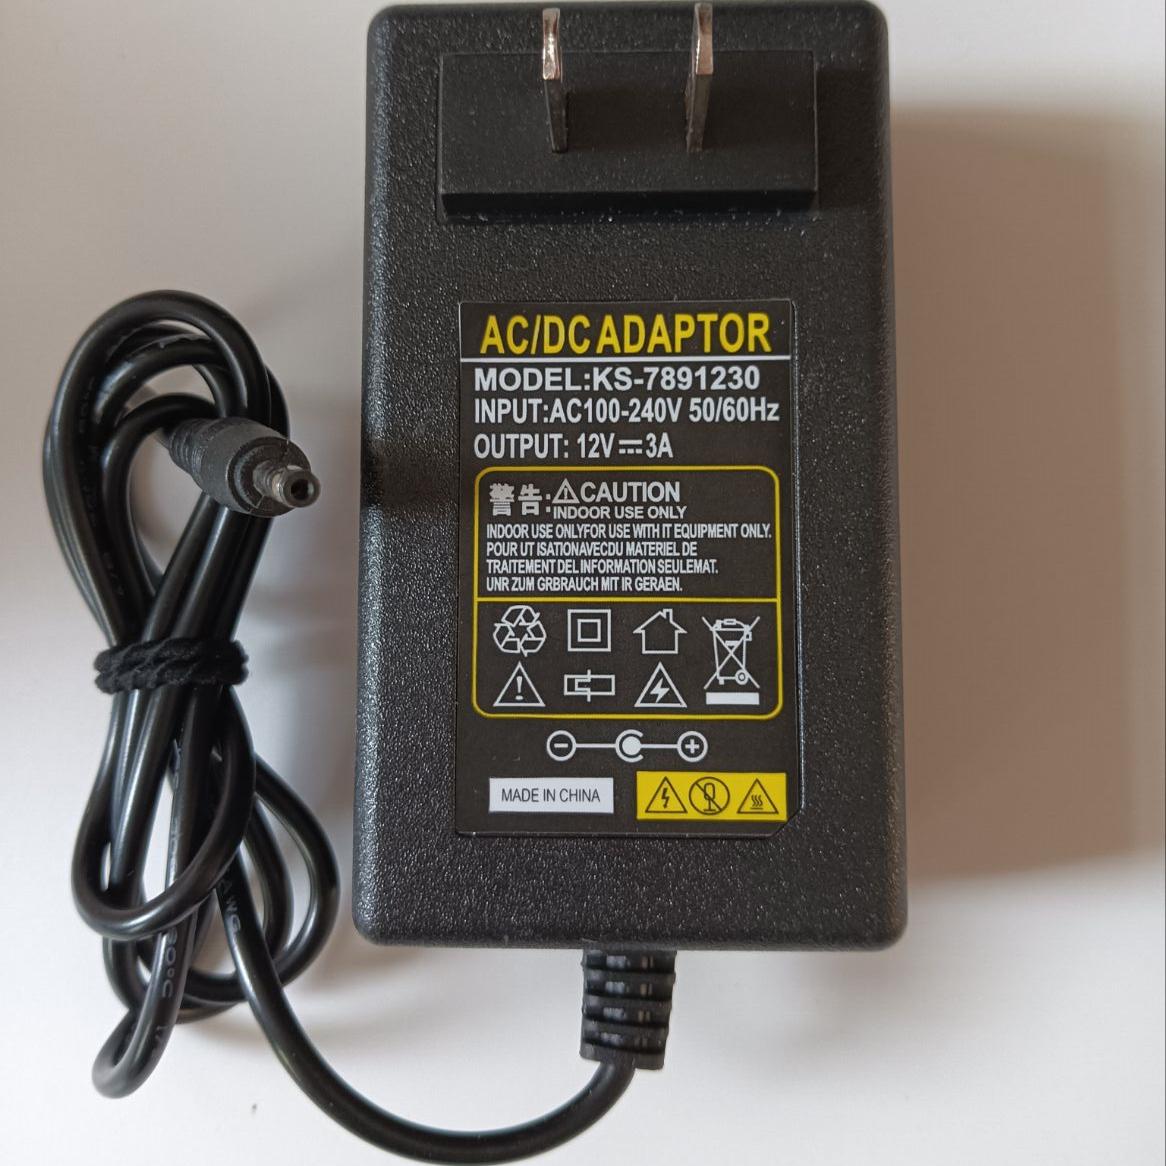 AC/DC ADAPTOR
MODEL:KS-7891230
INPUT:AC100-240V 50/60Hz
OUTPUT: 12V⎓3A
警告:⚠CAUTION
INDOOR USE ONLY
INDOOR USE ONLYFOR USE WITH IT EQUIPMENT ONLY.
POUR UT ISATIONAVECDU MATERIEL DE
TRAITEMENT DEL INFORMATION SEULEMAT.
UNR ZUM GRBRAUCH MIT IR GERAEN.
MADE IN CHINA
AWG
80°C